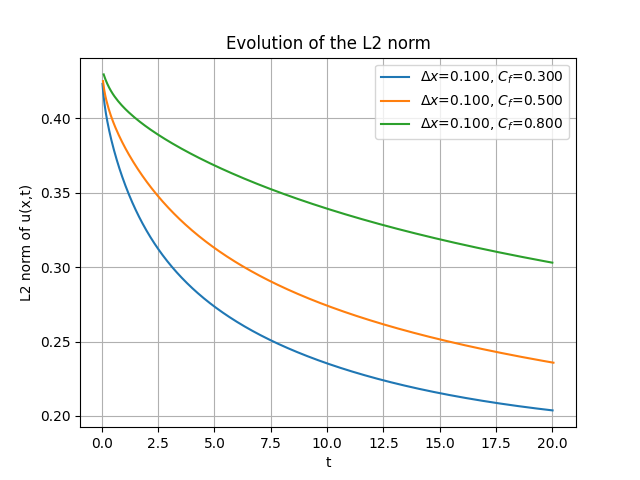 Evolution of the L2 norm
Δx=0.100, C_f=0.300
Δx=0.100, C_f=0.500
Δx=0.100, C_f=0.800
L2 norm of u(x,t)
0.40
0.35
0.30
0.25
0.20
0.0 2.5 5.0 7.5 10.0 12.5 15.0 17.5 20.0
t